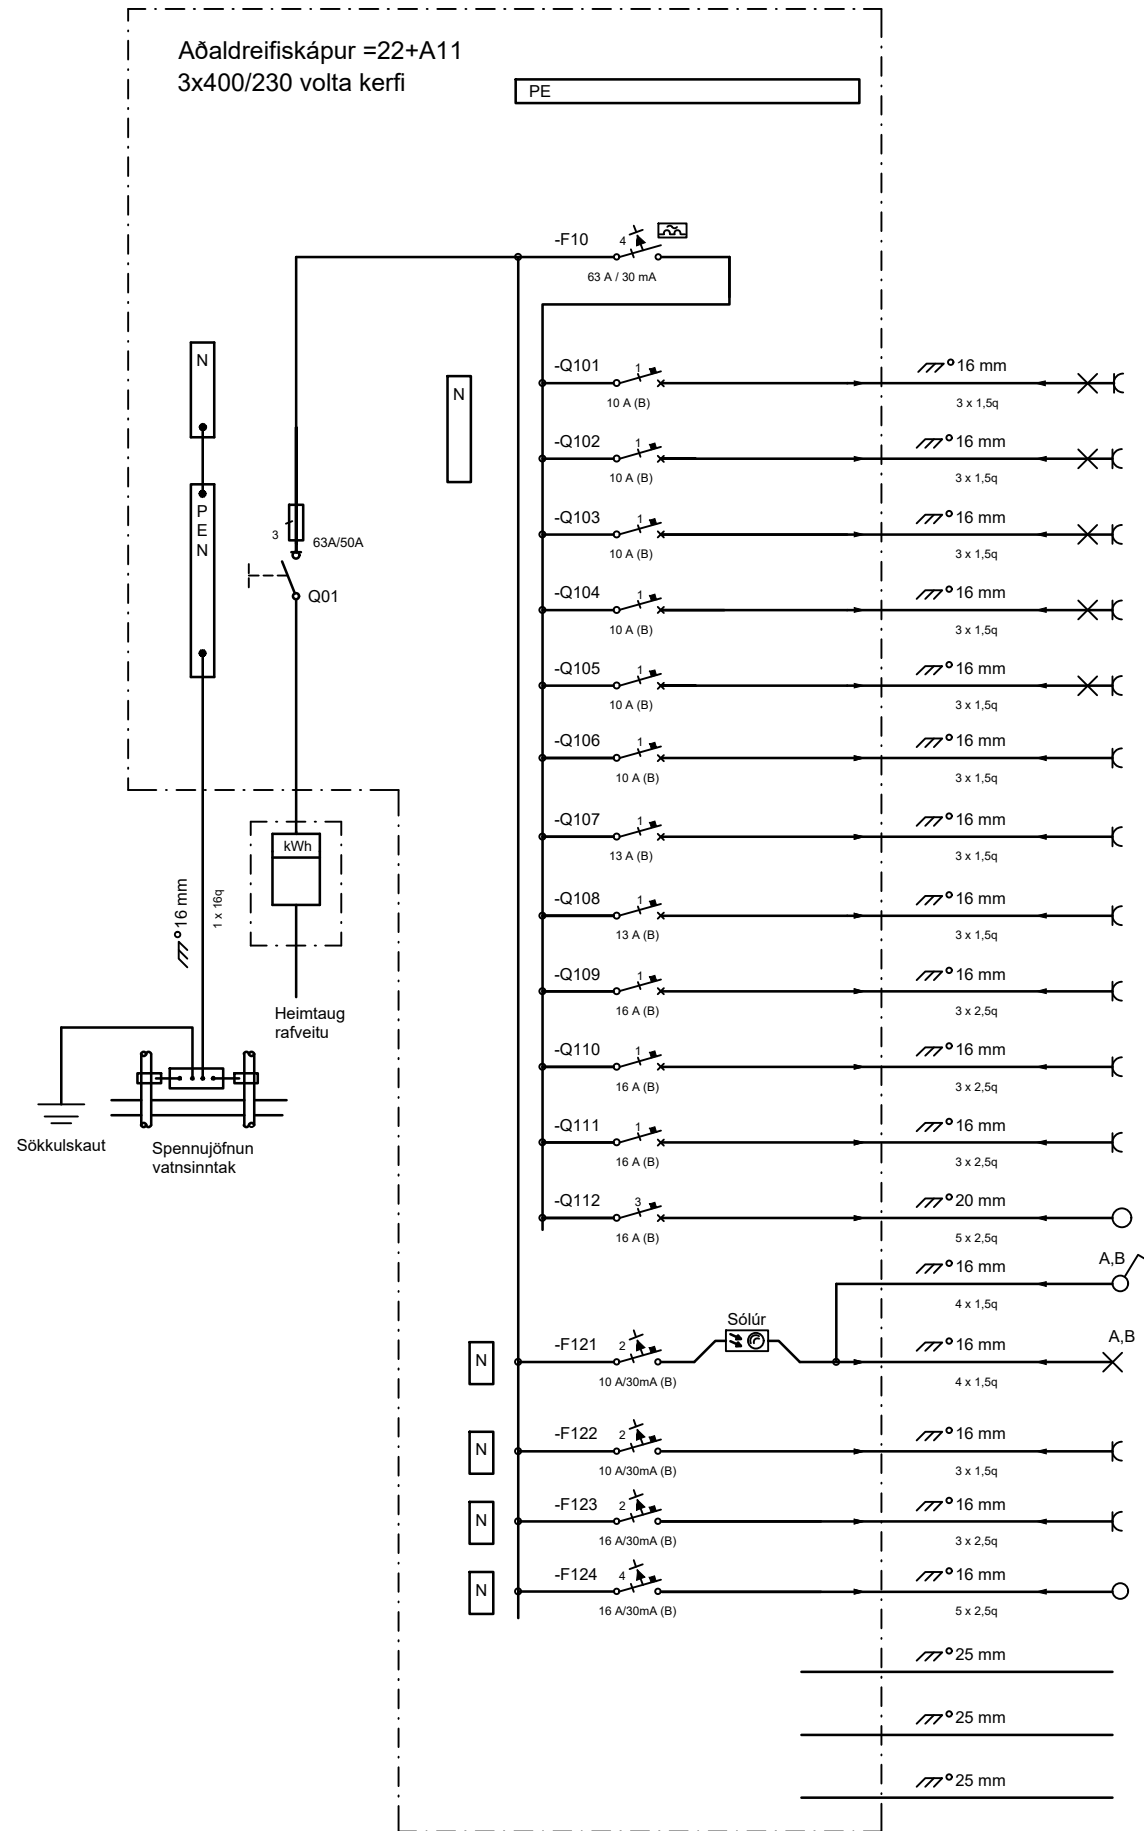 Aðaldreifiskápur =22+A11
3x400/230 volta kerfi
PE
-F10
4
63 A / 30 mA
N
N
PEN
3
63A/50A
Q01
kWh
16 mm
1 x 16q
Heimtaug
rafveitu
Sökkulskaut
Spennujöfnun
vatnsinntak
-Q101
1
10 A (B)
16 mm
3 x 1,5q
-Q102
1
10 A (B)
16 mm
3 x 1,5q
-Q103
1
10 A (B)
16 mm
3 x 1,5q
-Q104
1
10 A (B)
16 mm
3 x 1,5q
-Q105
1
10 A (B)
16 mm
3 x 1,5q
-Q106
1
10 A (B)
16 mm
3 x 1,5q
-Q107
1
13 A (B)
16 mm
3 x 1,5q
-Q108
1
13 A (B)
16 mm
3 x 1,5q
-Q109
1
16 A (B)
16 mm
3 x 2,5q
-Q110
1
16 A (B)
16 mm
3 x 2,5q
-Q111
1
16 A (B)
16 mm
3 x 2,5q
-Q112
3
16 A (B)
20 mm
5 x 2,5q
16 mm
4 x 1,5q
A,B
N
-F121
2
10 A/30mA (B)
Sólúr
16 mm
4 x 1,5q
A,B
N
-F122
2
10 A/30mA (B)
16 mm
3 x 1,5q
N
-F123
2
16 A/30mA (B)
16 mm
3 x 2,5q
N
-F124
4
16 A/30mA (B)
16 mm
5 x 2,5q
25 mm
25 mm
25 mm